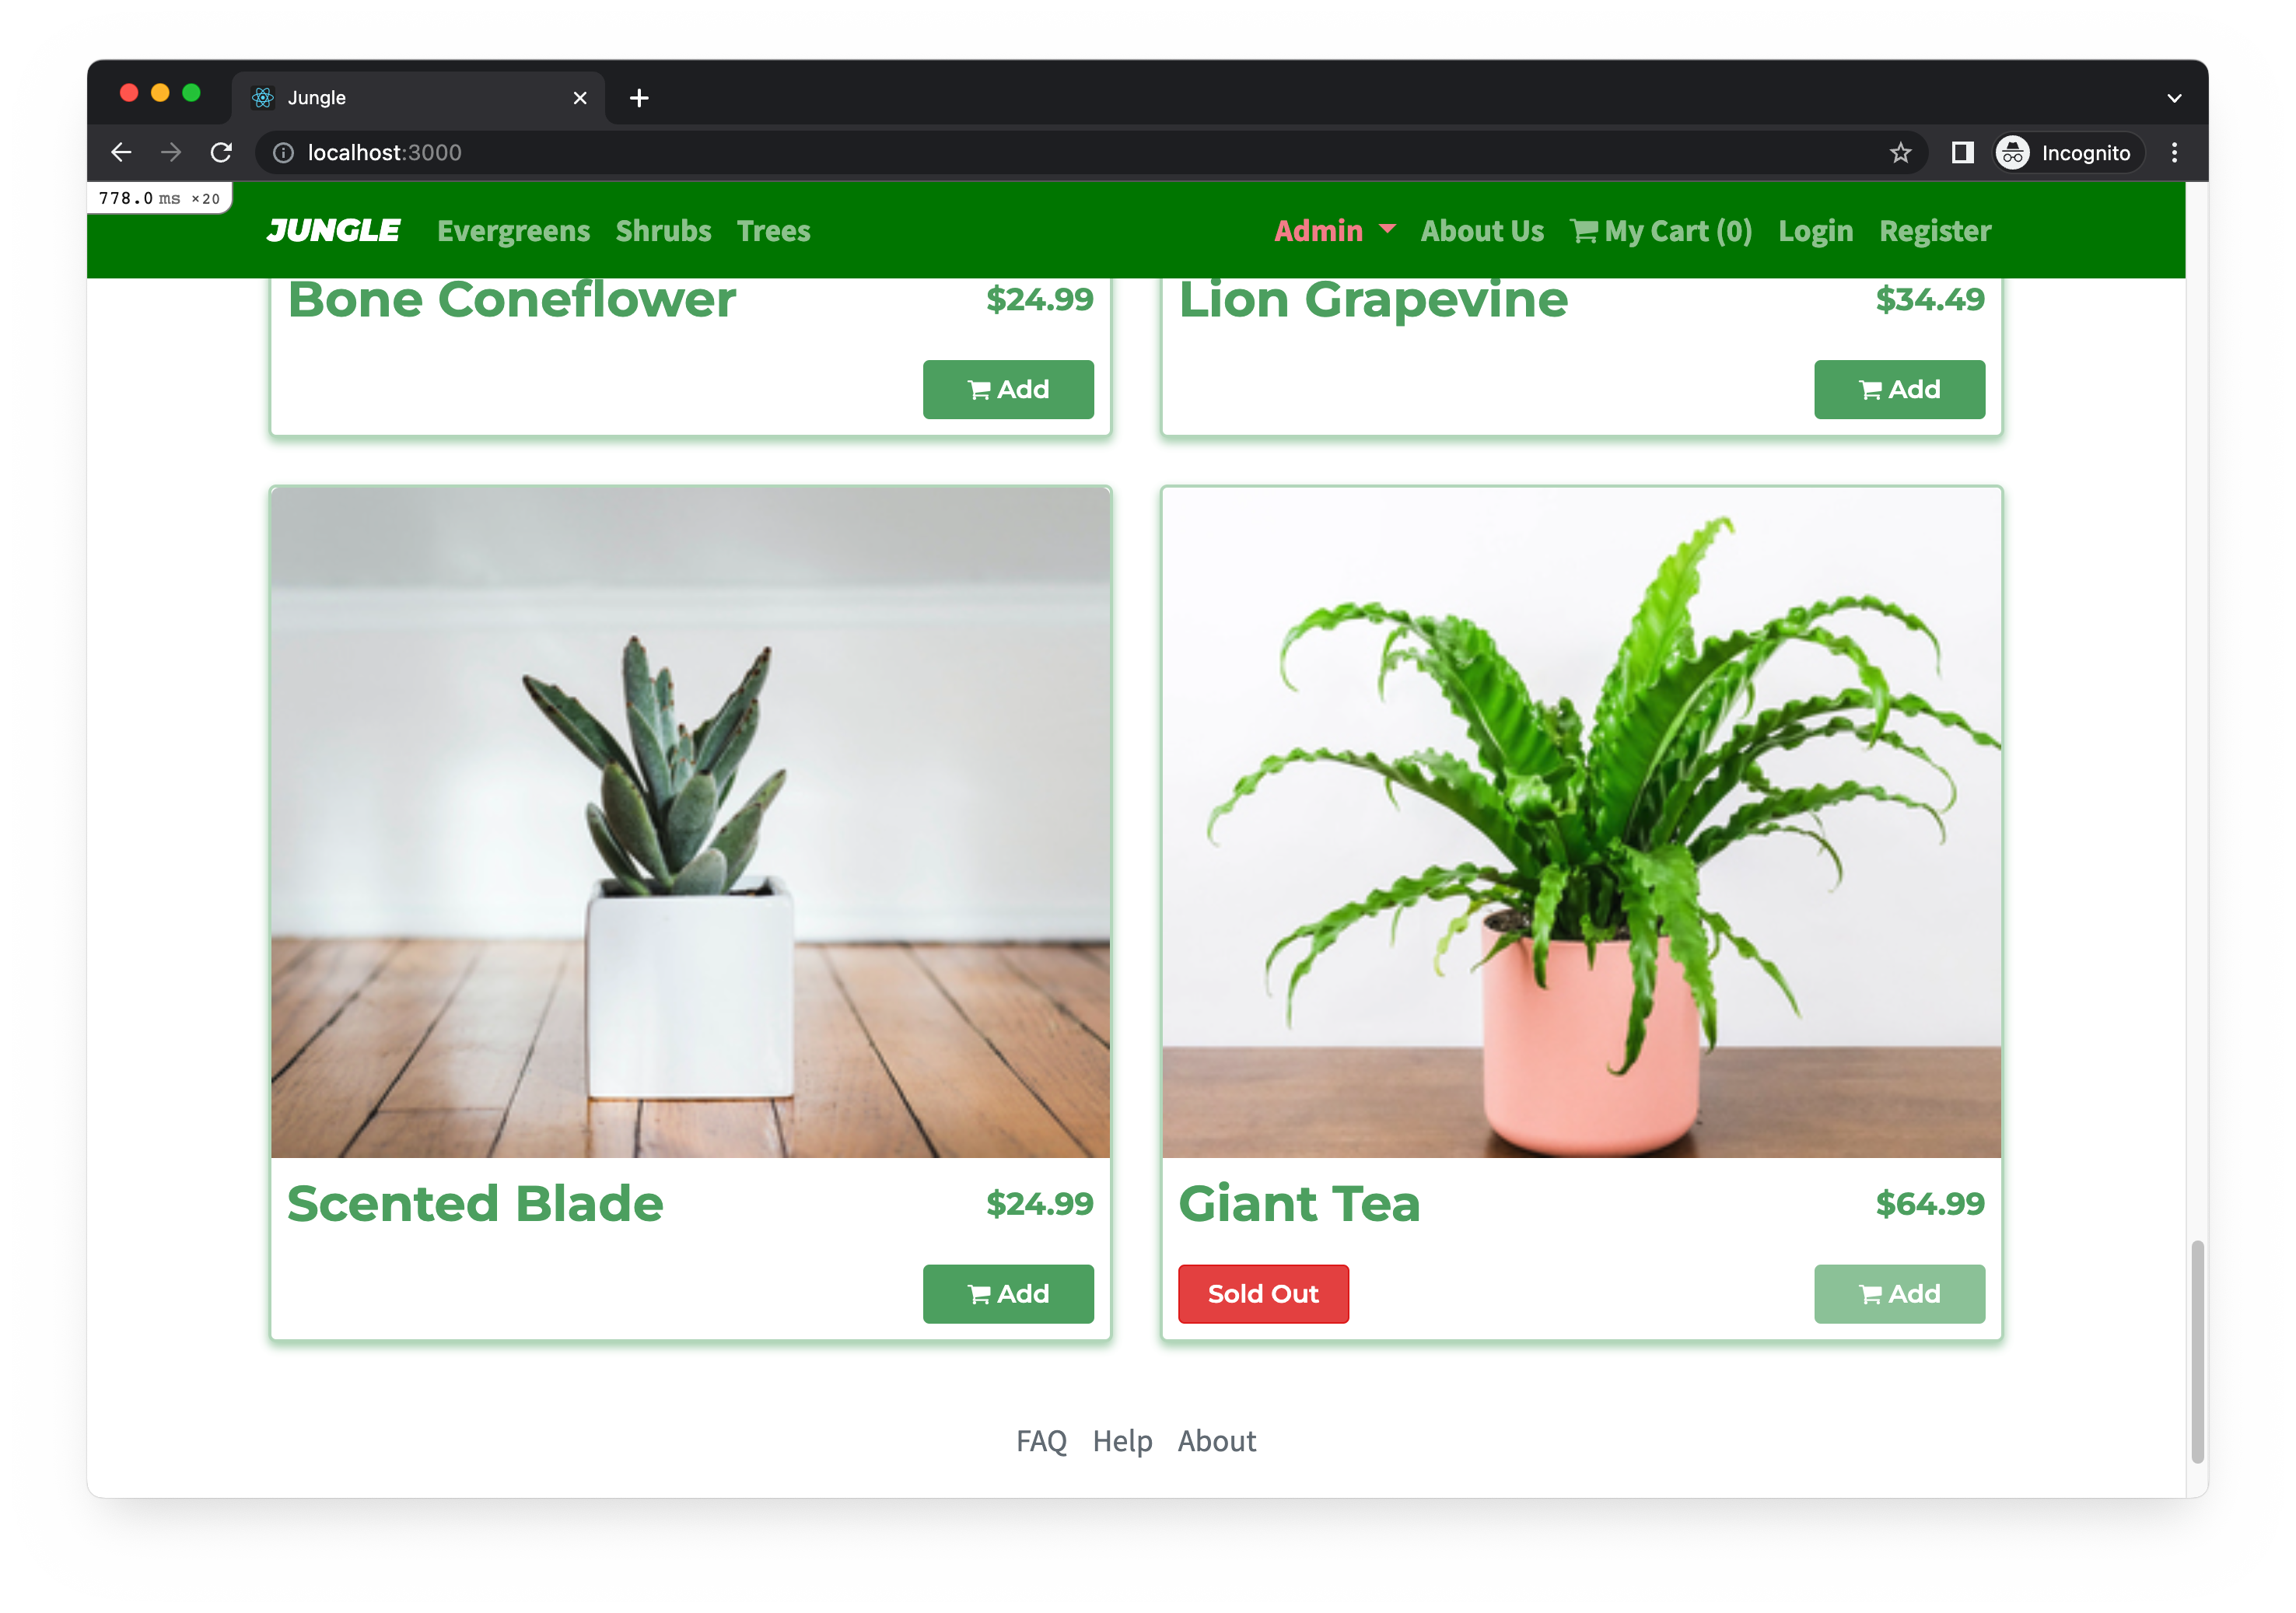 Jungle
localhost:3000
Incognito
778.0 ms ×20
JUNGLE Evergreens Shrubs Trees Admin About Us My Cart (0) Login Register
Bone Coneflower $24.99
Add
Lion Grapevine $34.49
Add
Scented Blade $24.99
Add
Giant Tea $64.99
Sold Out Add
FAQ Help About